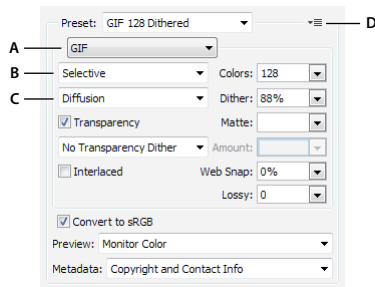 Preset: GIF 128 Dithered
D
A
GIF
B
Selective Colors: 128
C
Diffusion Dither: 88%
Transparency Matte:
No Transparency Dither Amount:
Interlaced Web Snap: 0%
Lossy: 0
Convert to sRGB
Preview: Monitor Color
Metadata: Copyright and Contact Info